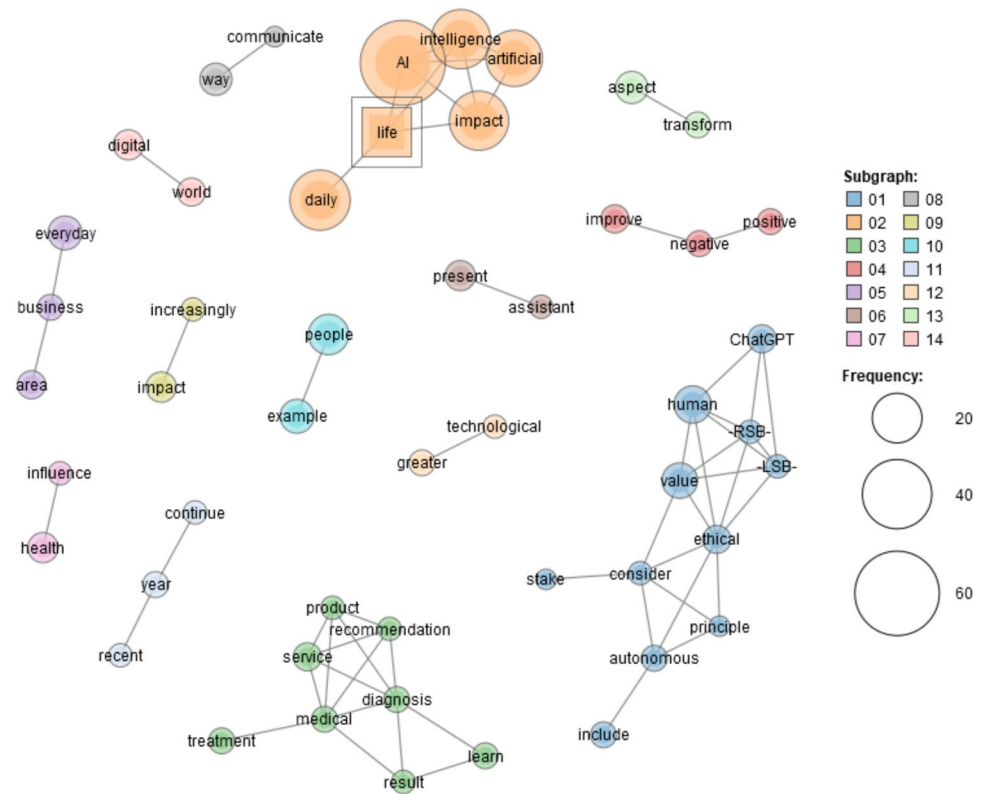 communicate
way
intelligence
AI
artificial
impact
life
daily
aspect
transform
digital
world
everyday
business
area
increasingly
impact
people
example
present
assistant
improve
negative
positive
technological
greater
influence
health
continue
year
recent
product
recommendation
service
diagnosis
medical
treatment
learn
result
ChatGPT
human
-RSB-
-LSB-
value
ethical
stake
consider
principle
autonomous
include
Subgraph:
01 08
02 09
03 10
04 11
05 12
06 13
07 14
Frequency:
20
40
60